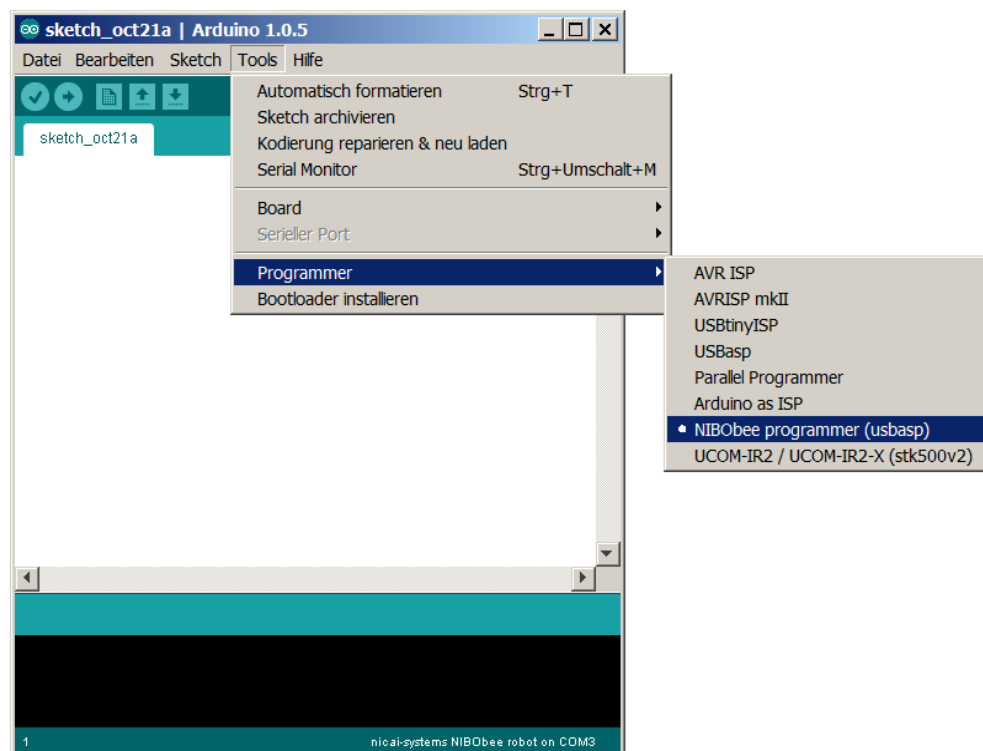 sketch_oct21a | Arduino 1.0.5
Datei Bearbeiten Sketch Tools Hilfe
sketch_oct21a
Automatisch formatieren Strg+T
Sketch archivieren
Kodierung reparieren & neu laden
Serial Monitor Strg+Umschalt+M
Board
Serieller Port
Programmer
Bootloader installieren
AVR ISP
AVRISP mkII
USBtinyISP
USBasp
Parallel Programmer
Arduino as ISP
NIBObee programmer (usbasp)
UCOM-IR2 / UCOM-IR2-X (stk500v2)
1 nicai-systems NIBObee robot on COM3